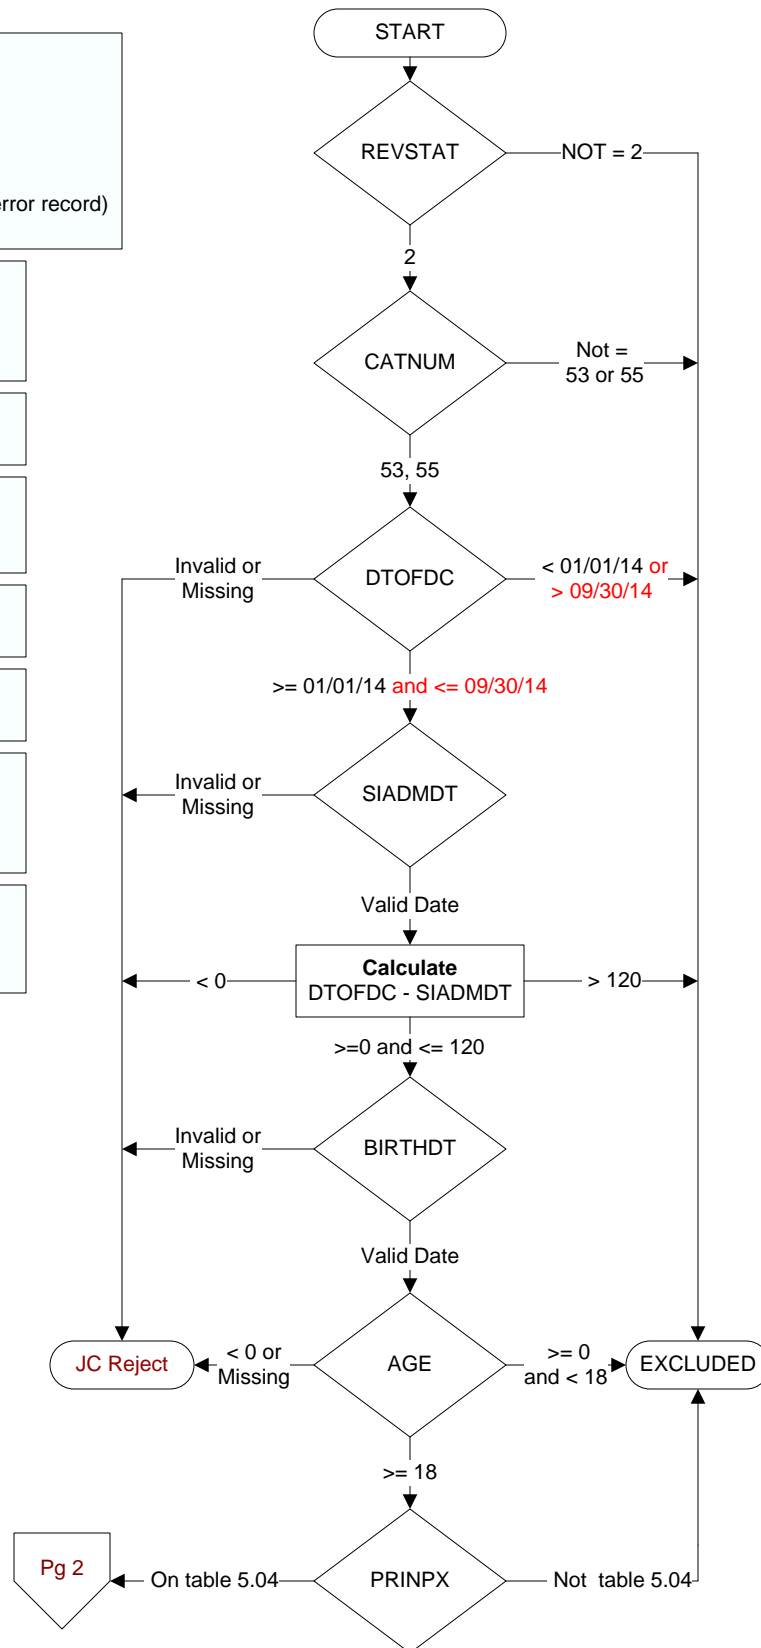 START
REVSTAT
NOT = 2
error record)
2
CATNUM
Not =
53 or 55
53, 55
Invalid or
Missing
DTOFDC
< 01/01/14 or
> 09/30/14
>= 01/01/14 and <= 09/30/14
Invalid or
Missing
SIADMDT
Valid Date
< 0
Calculate
DTOFDC - SIADMDT
> 120
>=0 and <= 120
Invalid or
Missing
BIRTHDT
Valid Date
JC Reject
< 0 or
Missing
AGE
>= 0
and < 18
EXCLUDED
>= 18
Pg 2
On table 5.04
PRINPX
Not  table 5.04